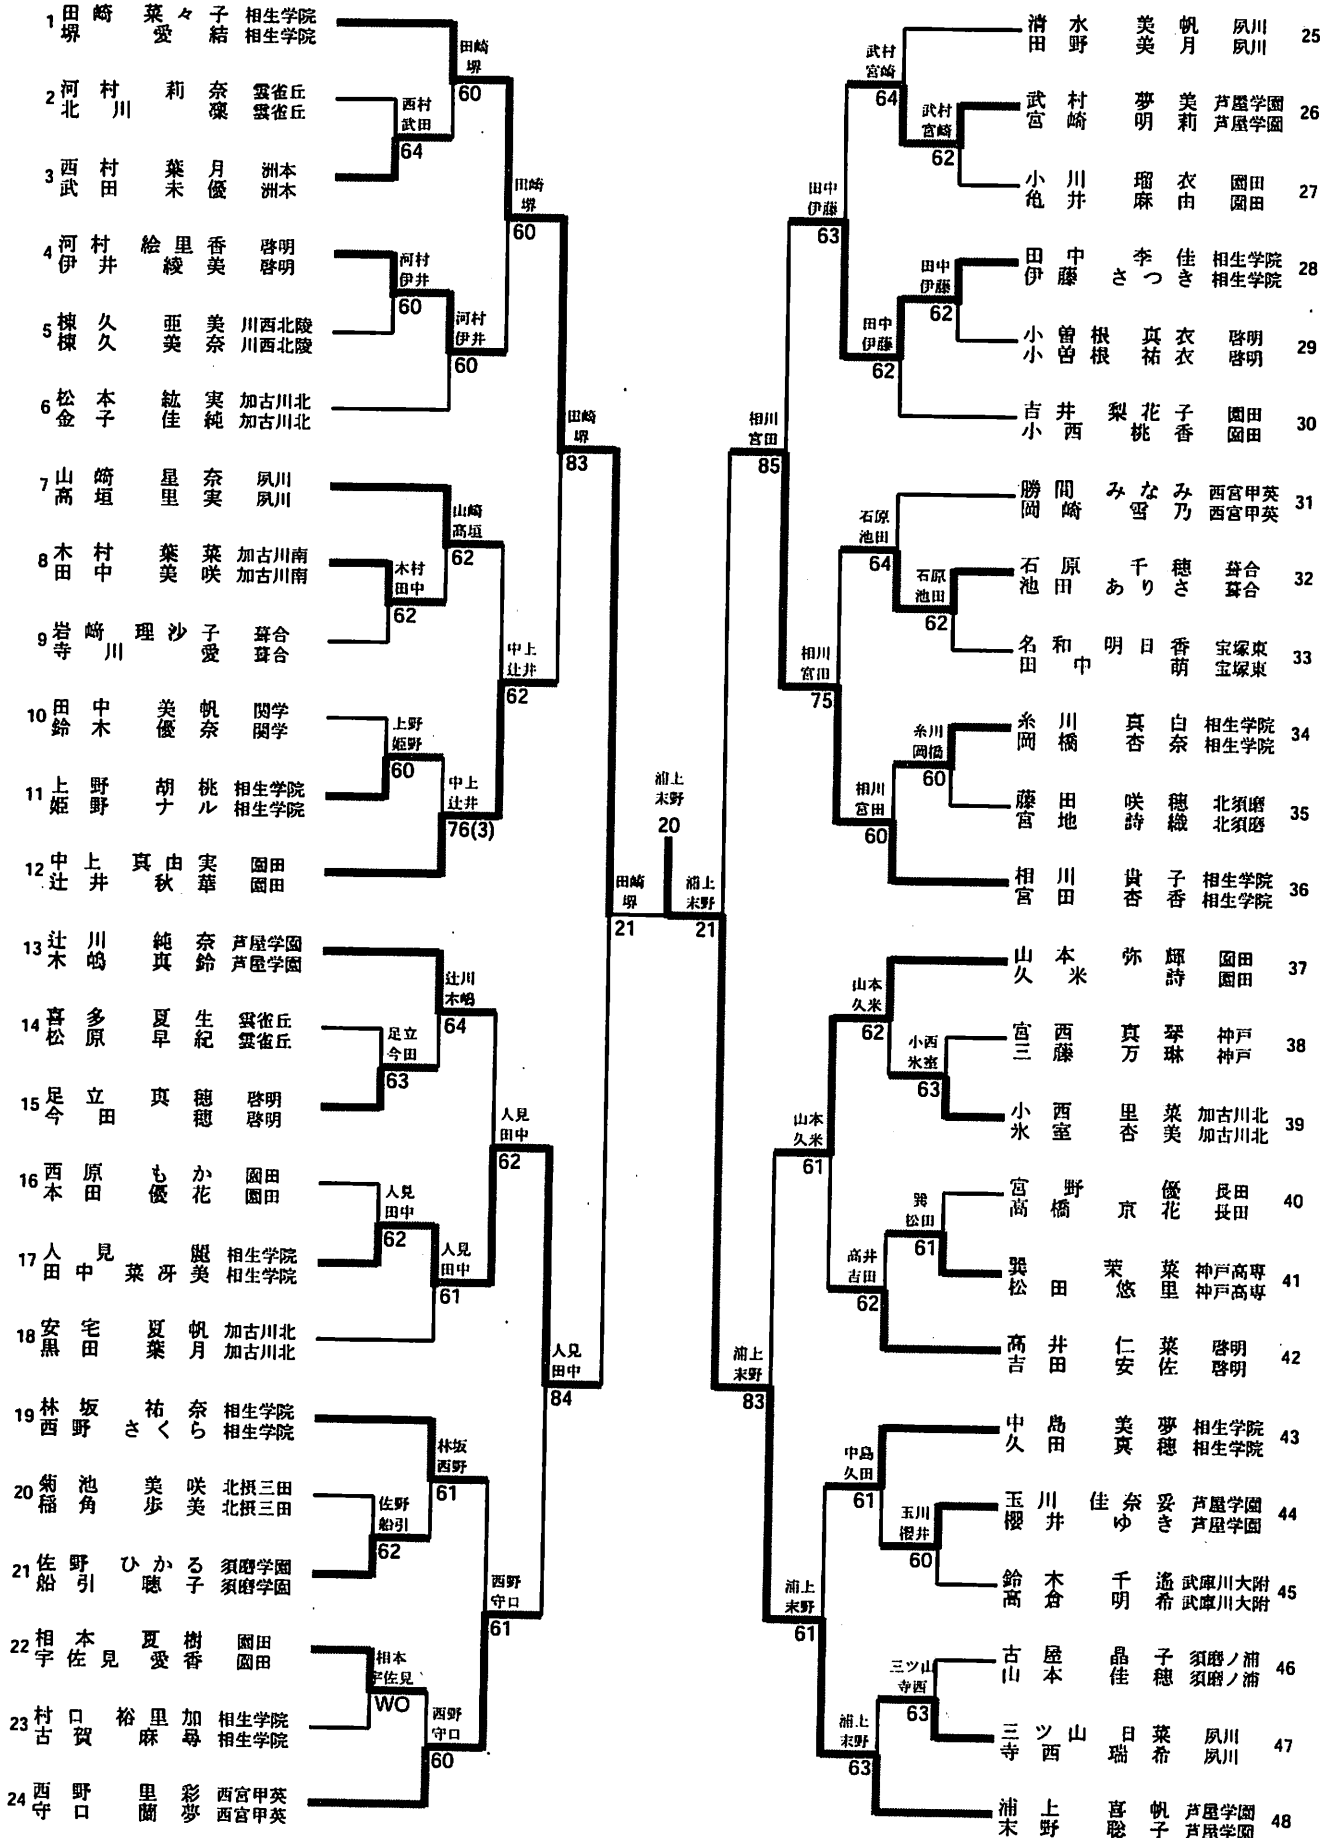 1 田崎 菜々子 相生学院
堺 愛結 相生学院
2 河村 莉奈 雲雀丘
北川 凜 雲雀丘
3 西村 葉月 洲本
武田 未優 洲本
4 河村 絵里香 啓明
伊井 綾美 啓明
5 棟久 亜美 川西北陵
棟久 美奈 川西北陵
6 松本 紘実 加古川北
金子 佳純 加古川北
7 山崎 星奈 夙川
高垣 里実 夙川
8 木村 葉菜 加古川南
田中 美咲 加古川南
9 岩崎 理沙子 葺合
寺川 愛 葺合
10 田中 美帆 関学
鈴木 優奈 関学
11 上野 胡桃 相生学院
姫野 ナル 相生学院
12 中上 真由実 園田
辻井 秋華 園田
13 辻川 純奈 芦屋学園
木嶋 真鈴 芦屋学園
14 喜多 夏生 雲雀丘
松原 早紀 雲雀丘
15 足立 真穂 啓明
今田 穂 啓明
16 西原 もか 園田
本田 優花 園田
17 人見 麗 相生学院
田中 菜冴美 相生学院
18 安宅 夏帆 加古川北
黒田 葉月 加古川北
19 林坂 祐奈 相生学院
西野 さくら 相生学院
20 菊池 美咲 北摂三田
稲角 歩美 北摂三田
21 佐野 ひかる 須磨学園
船引 聴子 須磨学園
22 相本 夏樹 園田
宇佐見 愛香 園田
23 村口 裕里加 相生学院
古賀 麻尋 相生学院
24 西野 里彩 西宮甲英
守口 蘭夢 西宮甲英
西村
武田
64
河村
伊井
60
木村
田中
62
上野
姫野
60
足立
今田
63
人見
田中
62
佐野
船引
62
相本
宇佐見
WO
田崎
堺
60
河村
伊井
60
山崎
高垣
62
中上
辻井
76(3)
辻川
木嶋
64
人見
田中
61
林坂
西野
61
西野
守口
60
田崎
堺
60
中上
辻井
62
人見
田中
62
西野
守口
61
田崎
堺
83
人見
田中
84
田崎
堺
21
浦上
末野
20
浦上
末野
21
相川
宮田
85
浦上
末野
83
田中
伊藤
63
相川
宮田
75
山本
久米
61
浦上
末野
61
武村
宮崎
64
田中
伊藤
62
石原
池田
64
相川
宮田
60
山本
久米
62
高井
吉田
62
中島
久田
61
浦上
末野
63
武村
宮崎
62
田中
伊藤
62
石原
池田
62
糸川
岡橋
60
小西
氷室
63
巽
松田
61
玉川
櫻井
60
三ツ山
寺西
63
清水 美帆 夙川 25
田野 美月 夙川
武村 夢美 芦屋学園 26
宮崎 明莉 芦屋学園
小川 瑠衣 園田 27
亀井 麻由 園田
田中 李佳 相生学院 28
伊藤 さつき 相生学院
小曽根 真衣 啓明 29
小曽根 祐衣 啓明
吉井 梨花子 園田 30
小西 桃香 園田
勝間 みなみ 西宮甲英 31
岡崎 雪乃 西宮甲英
石原 千穂 葺合 32
池田 ありさ 葺合
名和 明日香 宝塚東 33
田中 萌 宝塚東
糸川 真白 相生学院 34
岡橋 杏奈 相生学院
藤田 咲穂 北須磨 35
宮地 詩織 北須磨
相川 貴子 相生学院 36
宮田 杏香 相生学院
山本 弥輝 園田 37
久米 詩 園田
宮西 真琴 神戸 38
三藤 万琳 神戸
小西 里菜 加古川北 39
氷室 杏美 加古川北
宮野 優 長田 40
高橋 京花 長田
巽 茉菜 神戸高専 41
松田 悠里 神戸高専
高井 仁菜 啓明 42
吉田 安佐 啓明
中島 美夢 相生学院 43
久田 真穂 相生学院
玉川 佳奈妥 芦屋学園 44
櫻井 ゆき 芦屋学園
鈴木 千遙 武庫川大附 45
高倉 明希 武庫川大附
古屋 晶子 須磨ノ浦 46
山本 佳穂 須磨ノ浦
三ツ山 日菜 夙川 47
寺西 瑞希 夙川
浦上 喜帆 芦屋学園 48
末野 聡子 芦屋学園